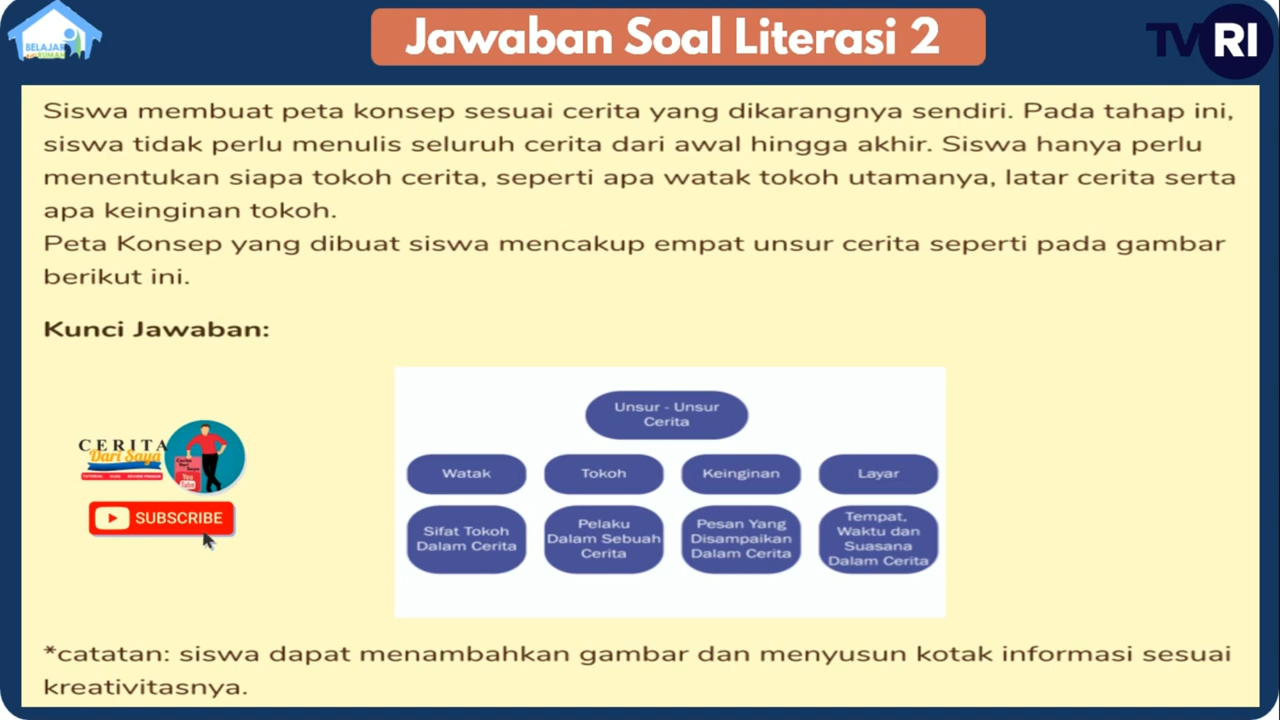 BELAJAR
RUMAH
Jawaban Soal Literasi 2
TVRI
Siswa membuat peta konsep sesuai cerita yang dikarangnya sendiri. Pada tahap ini,
siswa tidak perlu menulis seluruh cerita dari awal hingga akhir. Siswa hanya perlu
menentukan siapa tokoh cerita, seperti apa watak tokoh utamanya, latar cerita serta
apa keinginan tokoh.
Peta Konsep yang dibuat siswa mencakup empat unsur cerita seperti pada gambar
berikut ini.
Kunci Jawaban:
Unsur - Unsur
Cerita
Watak
Tokoh
Keinginan
Layar
Sifat Tokoh
Dalam Cerita
Pelaku
Dalam Sebuah
Cerita
Pesan Yang
Disampaikan
Dalam Cerita
Tempat,
Waktu dan
Suasana
Dalam Cerita
CERITA
Dari Saya
You
Tube
SUBSCRIBE
*catatan: siswa dapat menambahkan gambar dan menyusun kotak informasi sesuai
kreativitasnya.